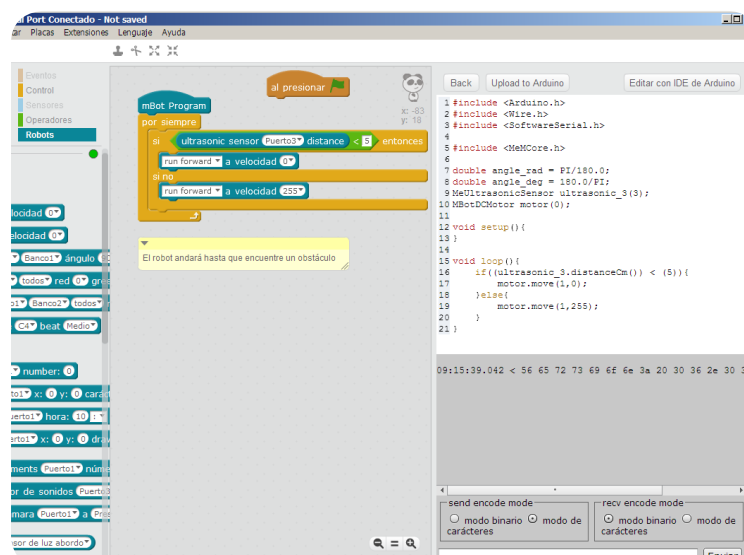 al Port Conectado - Not saved
ar Placas Extensiones Lenguaje Ayuda
Eventos
Control
Sensores
Operadores
Robots
locidad 0
elocidad 0
Banco1 ángulo
todos red 0
Banco2 todos
C4 beat Medio
number: 0
to1 x: 0 y: 0
uerto1 hora: 10 :
erto1 x: 0 y: 0
ments Puerto1
or de sonidos
mara Puerto1 a
sor de luz abordo
al presionar
x: -83
y: 18
mBot Program
por siempre
si ultrasonic sensor Puerto3 distance < 5 entonces
run forward a velocidad 0
si no
run forward a velocidad 255
El robot andará hasta que encuentre un obstáculo
Back Upload to Arduino Editar con IDE de Arduino
1 #include <Arduino.h>
2 #include <Wire.h>
3 #include <SoftwareSerial.h>
4
5 #include <MeMCore.h>
6
7 double angle_rad = PI/180.0;
8 double angle_deg = 180.0/PI;
9 MeUltrasonicSensor ultrasonic_3(3);
10 MBotDCMotor motor(0);
11
12 void setup(){
13 }
14
15 void loop(){
16 if((ultrasonic_3.distanceCm()) < (5)){
17 motor.move(1,0);
18 }else{
19 motor.move(1,255);
20 }
21 }
09:15:39.042 < 56 65 72 73 69 6f 6e 3a 20 30 36 2e 30
send encode mode
modo binario modo de
carácteres
recv encode mode
modo binario modo de
carácteres